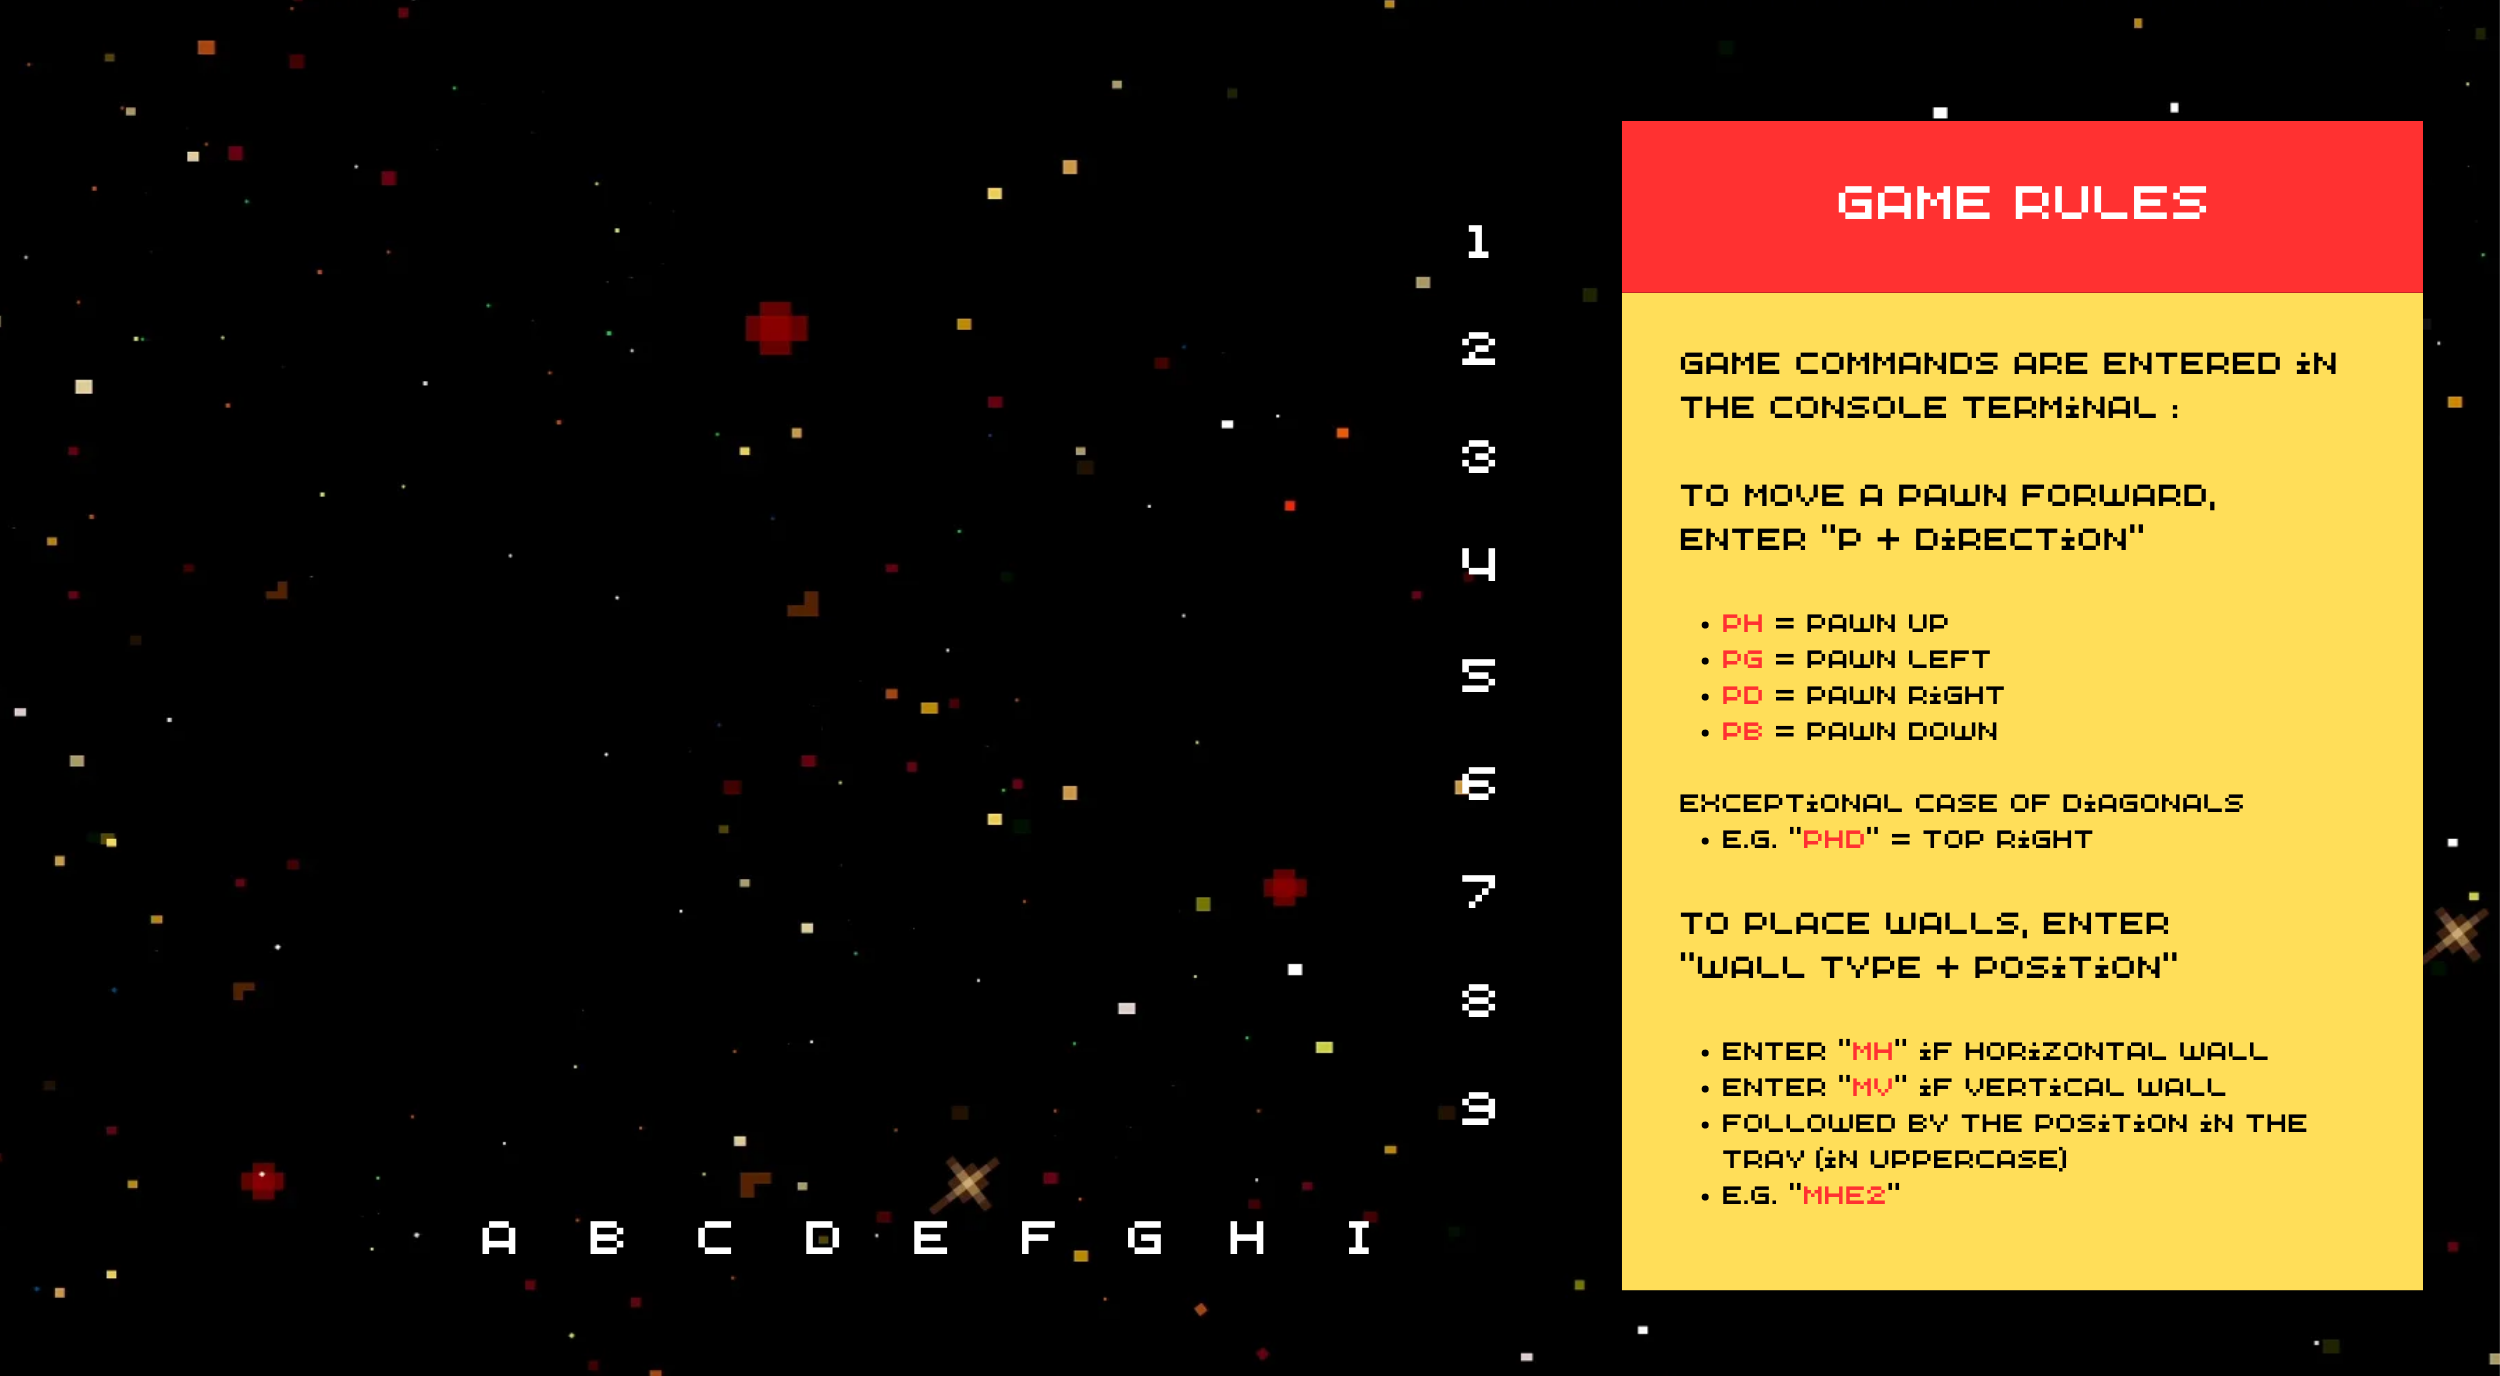 1
2
3
4
5
6
7
8
9
A B C D E F G H I
GAME RULES
GAME COMMANDS ARE ENTERED IN
THE CONSOLE TERMINAL :
TO MOVE A PAWN FORWARD,
ENTER "P + DIRECTION"
• PH = PAWN UP
• PG = PAWN LEFT
• PD = PAWN RIGHT
• PB = PAWN DOWN
EXCEPTIONAL CASE OF DIAGONALS
• E.G. "PHD" = TOP RIGHT
TO PLACE WALLS, ENTER
"WALL TYPE + POSITION"
• ENTER "MH" IF HORIZONTAL WALL
• ENTER "MV" IF VERTICAL WALL
• FOLLOWED BY THE POSITION IN THE
TRAY (IN UPPERCASE)
• E.G. "MHE2"